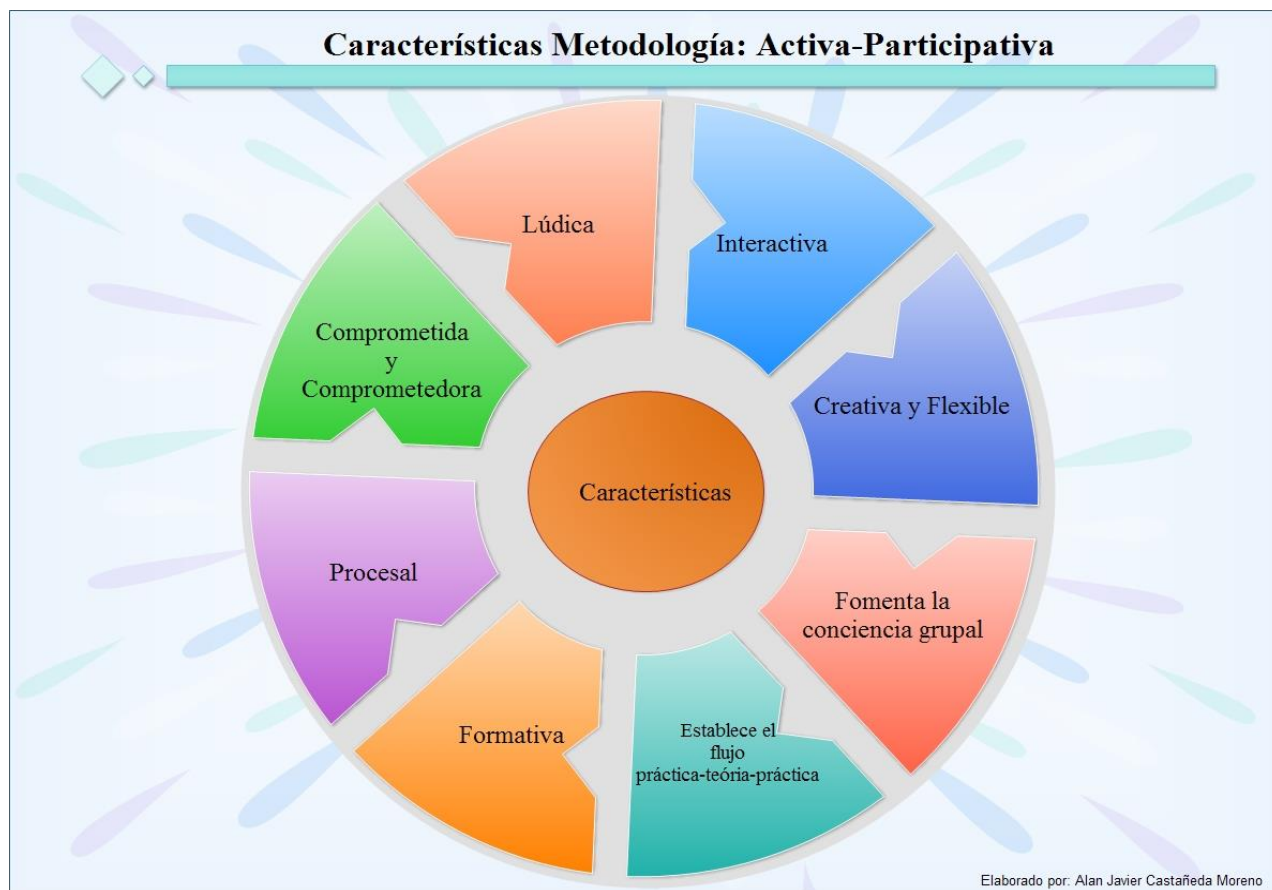 Características Metodología: Activa-Participativa
Lúdica
Interactiva
Comprometida
y
Comprometedora
Creativa y Flexible
Características
Procesal
Fomenta la
conciencia grupal
Formativa
Establece el
flujo
práctica-teória-práctica
Elaborado por: Alan Javier Castañeda Moreno